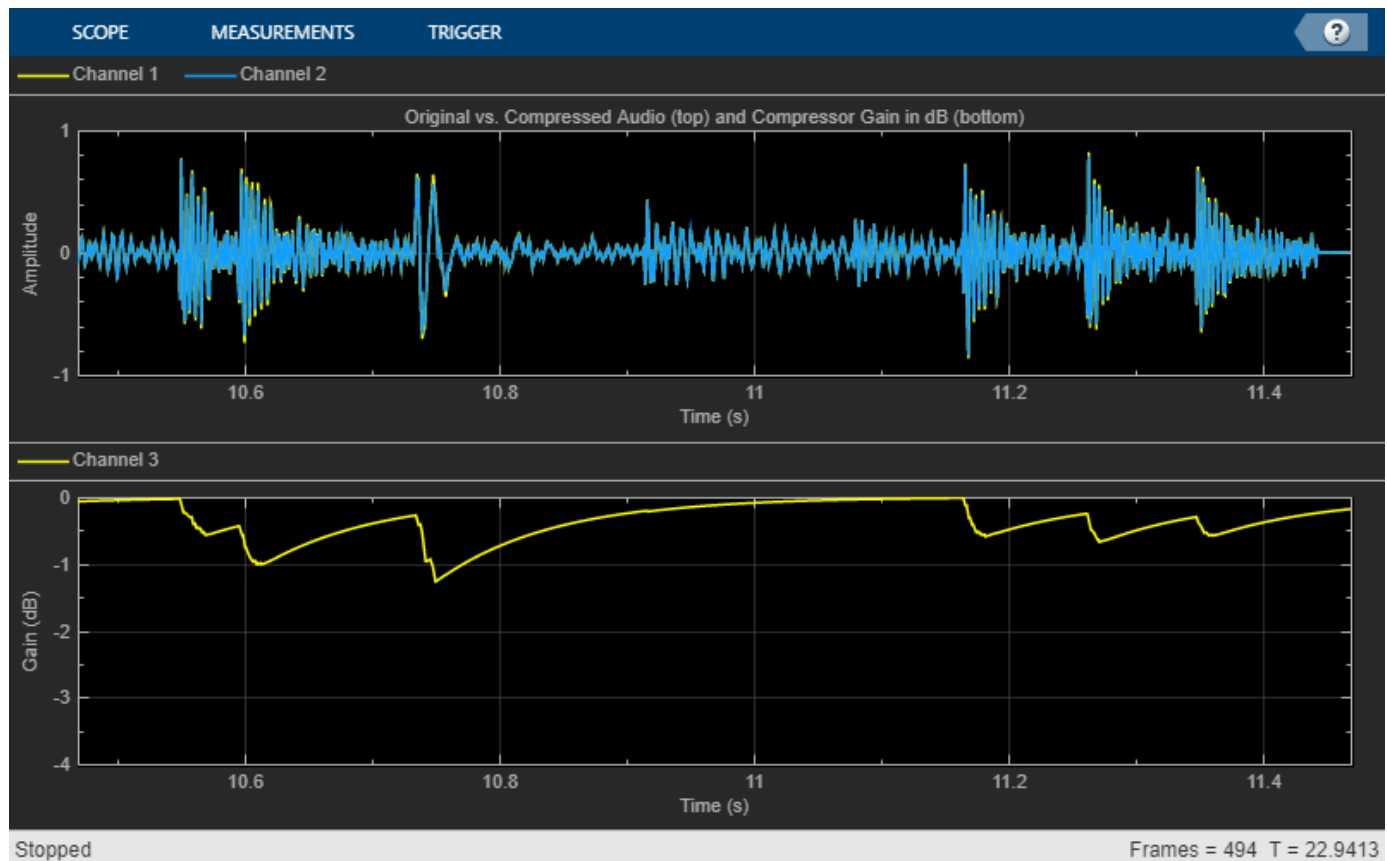 SCOPE MEASUREMENTS TRIGGER ?
Channel 1 Channel 2
Original vs. Compressed Audio (top) and Compressor Gain in dB (bottom)
1
0
-1
Amplitude
10.6 10.8 11 11.2 11.4
Time (s)
Channel 3
0
-1
-2
-3
-4
Gain (dB)
10.6 10.8 11 11.2 11.4
Time (s)
Stopped Frames = 494 T = 22.9413